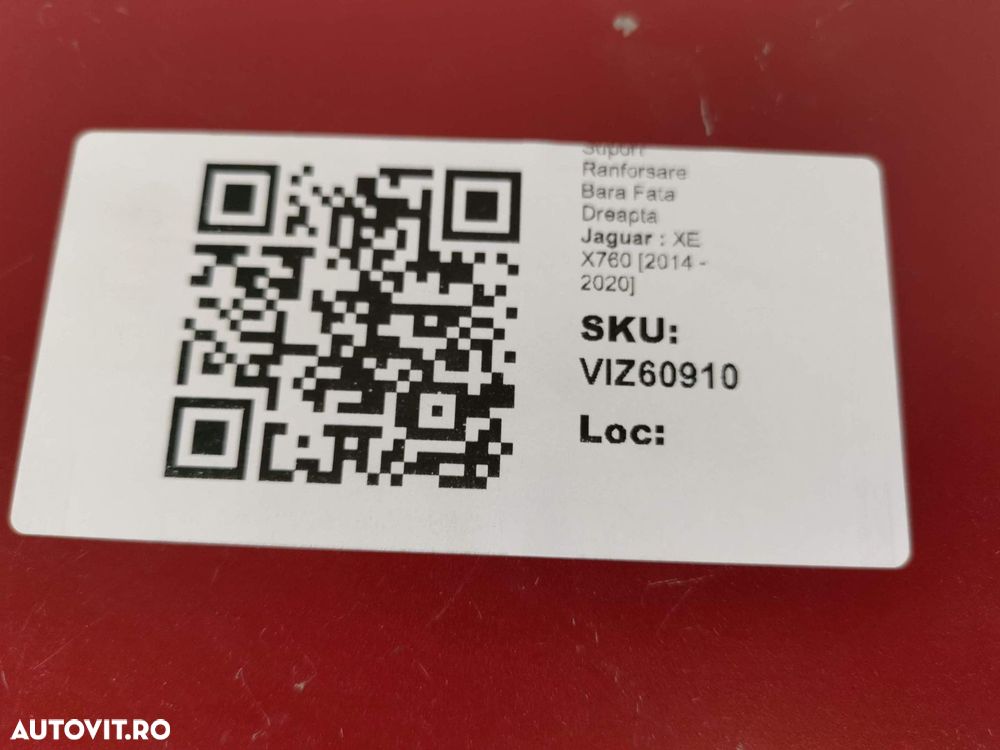 Suport
Ranforsare
Bara Fata
Dreapta
Jaguar : XE
X760 [2014 -
2020]
SKU:
VIZ60910
Loc:
AUTOVIT.RO